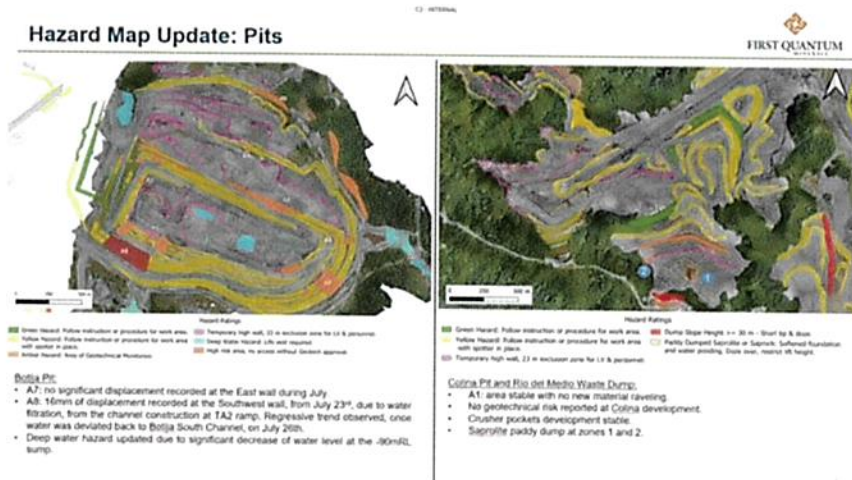 C2 - INTERNAL
Hazard Map Update: Pits
FIRST QUANTUM
MINERALS
Hazard Ratings
Green Hazard: Follow instruction or procedure for work area.
Yellow Hazard: Follow instruction or procedure for work area with spotter in place.
Amber Hazard: Area of Geotechnical Monitoring
Temporary high wall, 23 m exclusion zone for LV & personnel.
Deep Water Hazard: Life vest required
High risk area, no access without Geotech approval.
Botija Pit:
• A7: no significant displacement recorded at the East wall during July.
• A8: 16mm of displacement recorded at the Southwest wall, from July 23rd, due to water
filtration, from the channel construction at TA2 ramp. Regressive trend observed, once
water was deviated back to Botija South Channel, on July 26th.
• Deep water hazard updated due to significant decrease of water level at the -90mRL
sump.
2
1
Hazard Ratings
Green Hazard: Follow instruction or procedure for work area.
Yellow Hazard: Follow instruction or procedure for work area
with spotter in place.
Temporary high wall, 23 m exclusion zone for LV & personnel.
Dump Slope Height >= 30 m - Short tip & doze.
Paddy Dumped Saprolite or Saprock: Softened foundation
and water ponding. Doze over, restrict lift height.
Colina Pit and Rio del Medio Waste Dump:
• A1: area stable with no new material raveling.
• No geotechnical risk reported at Colina development.
• Crusher pockets development stable.
• Saprolite paddy dump at zones 1 and 2.